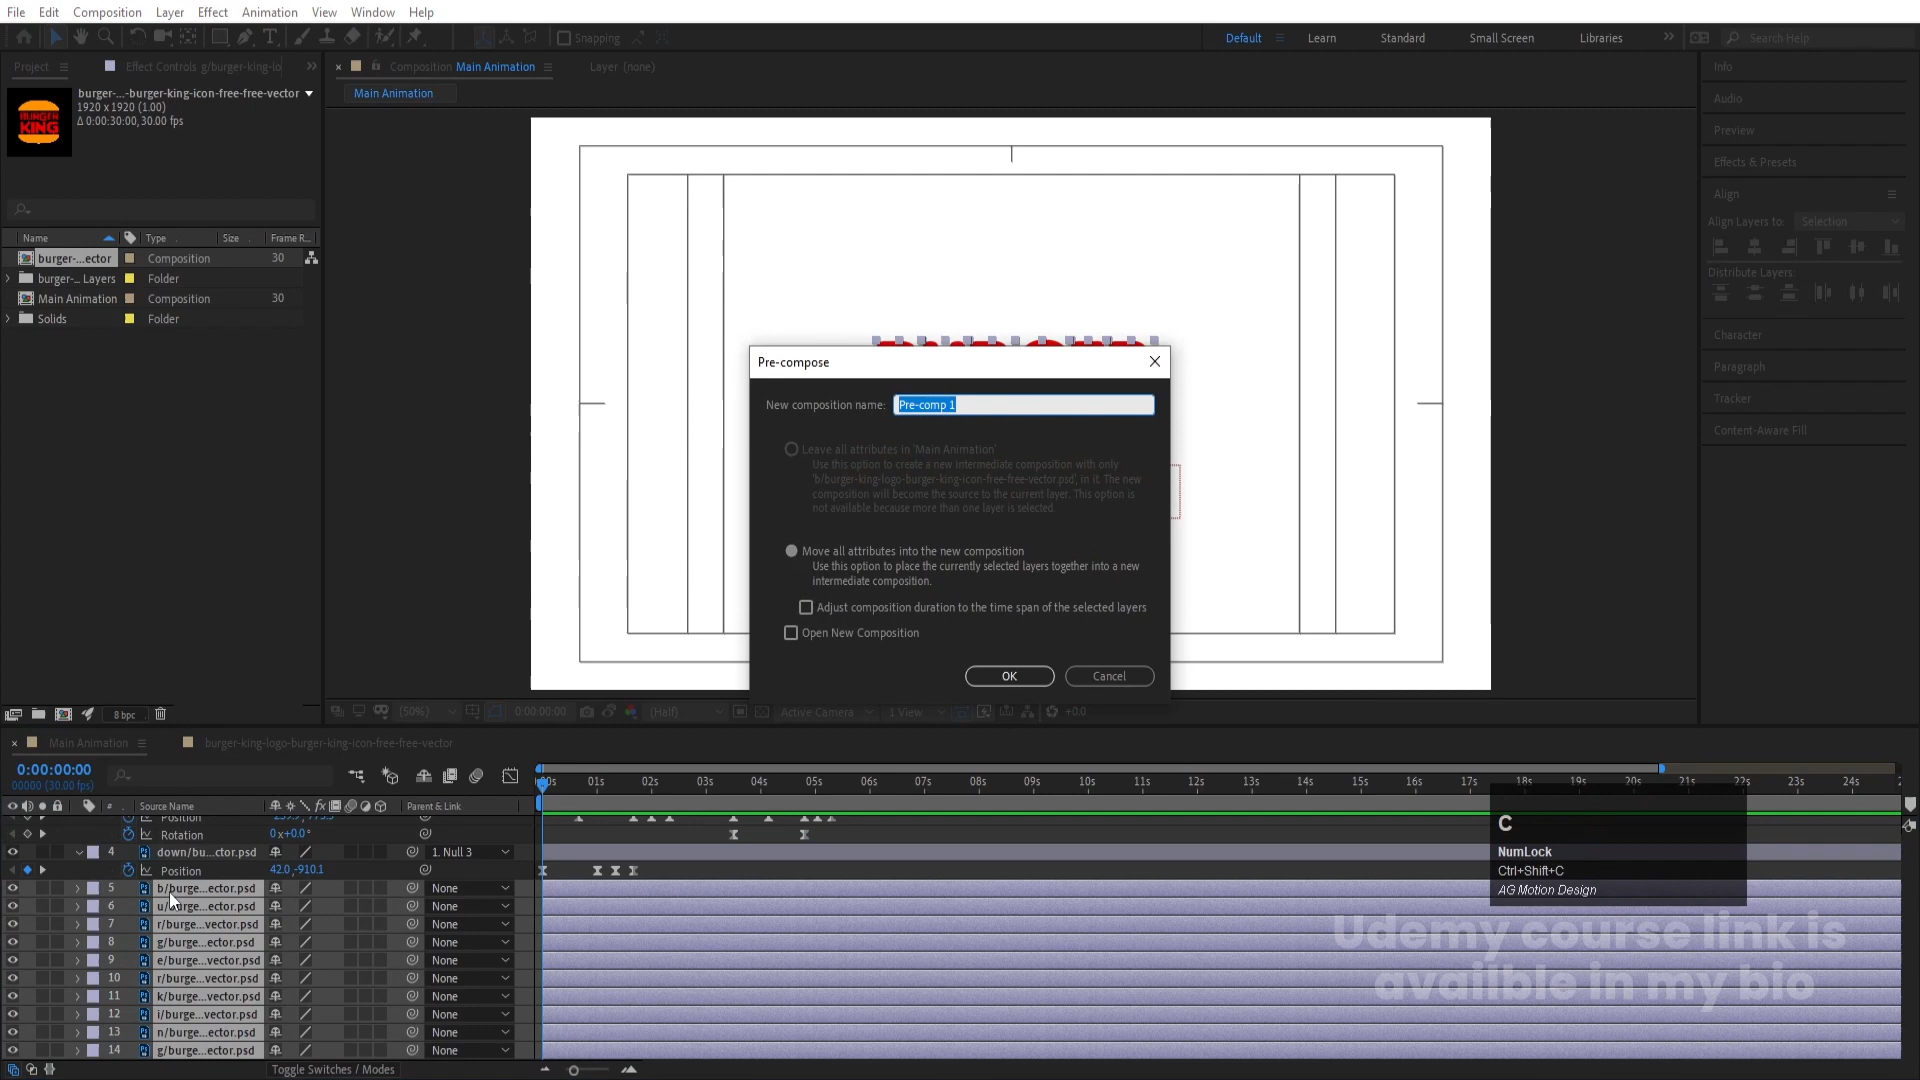 File Edit Composition Layer Effect Animation View Window Help
Snapping
Default Learn Standard Small Screen Libraries Search Help
Project Effect Controls g/burger-king-lo
Composition Main Animation Layer (none)
Main Animation
burger-...-burger-king-icon-free-free-vector
1920 x 1920 (1.00)
Δ 0:00:30:00, 30.00 fps
BURGER
KING
Name Type Size Frame R...
burger-...ector Composition 30
burger-... Layers Folder
Main Animation Composition 30
Solids Folder
8 bpc
Pre-compose
New composition name: Pre-comp 1
Leave all attributes in 'Main Animation'
Use this option to create a new intermediate composition with only
'b/burger-king-logo-burger-king-icon-free-free-vector.psd', in it. The new
composition will become the source to the current layer. This option is
not available because more than one layer is selected.
Move all attributes into the new composition
Use this option to place the currently selected layers together into a new
intermediate composition.
Adjust composition duration to the time span of the selected layers
Open New Composition
OK Cancel
(50%) 0:00:00:00 (Half) Active Camera 1 View +0.0
Info
Audio
Preview
Effects & Presets
Align
Align Layers to: Selection
Distribute Layers:
Character
Paragraph
Tracker
Content-Aware Fill
Main Animation burger-king-logo-burger-king-icon-free-free-vector
0:00:00:00
00000 (30.00 fps)
01s 02s 03s 04s 05s 06s 07s 08s 09s 10s 11s 12s 13s 14s 15s 16s 17s 18s 19s 20s 21s 22s 23s 24s
# Source Name fx Parent & Link
Position
Rotation 0x+0.0°
4 down/bu...ctor.psd 1. Null 3
Position 42.0,-910.1
5 b/burge...ector.psd None
6 u/burge...ector.psd None
7 r/burge...vector.psd None
8 g/burge...ector.psd None
9 e/burge...ector.psd None
10 r/burge...vector.psd None
11 k/burge...vector.psd None
12 i/burge...vector.psd None
13 n/burge...ector.psd None
14 g/burge...ector.psd None
Toggle Switches / Modes
C
NumLock
Ctrl+Shift+C
AG Motion Design
Udemy course link is
availble in my bio